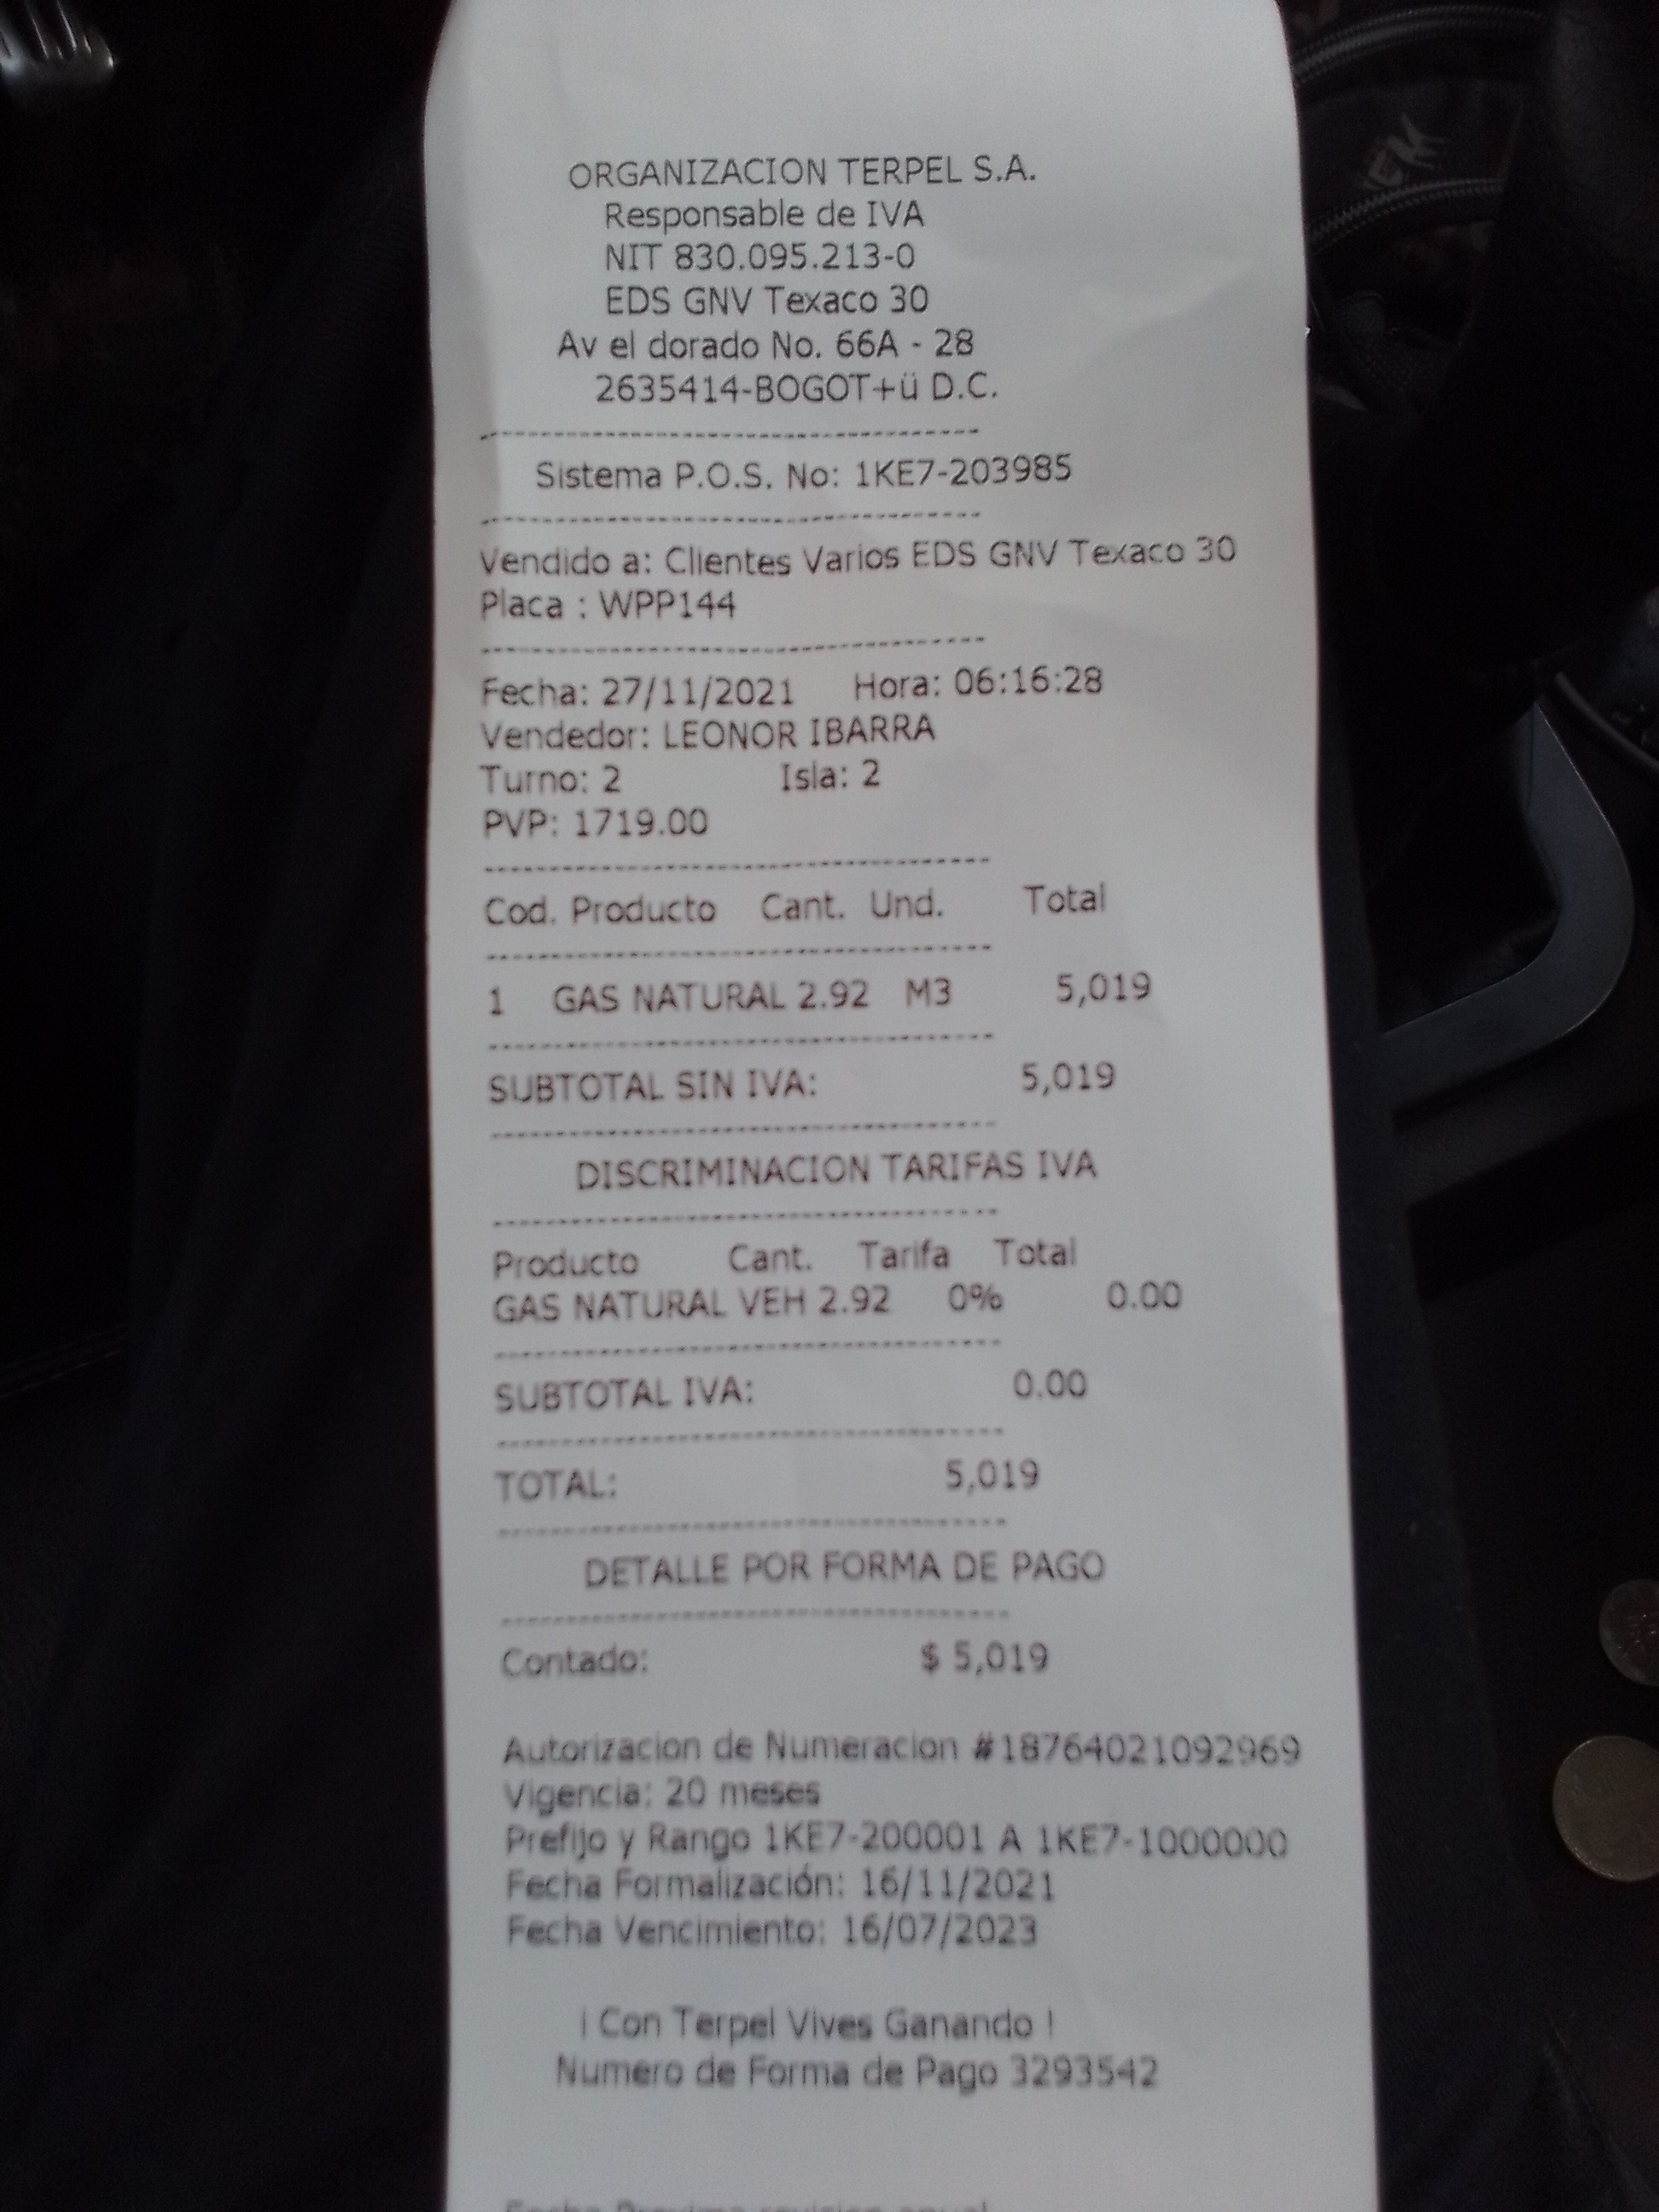 ORGANIZACION TERPEL S.A.
Responsable de IVA
NIT 830.095.213-0
EDS GNV Texaco 30
Av el dorado No. 66A - 28
2635414-BOGOT+ü D.C.
Sistema P.O.S. No: 1KE7-203985
Vendido a: Clientes Varios EDS GNV Texaco 30
Placa : WPP144
Fecha: 27/11/2021 Hora: 06:16:28
Vendedor: LEONOR IBARRA
Turno: 2 Isla: 2
PVP: 1719.00
Cod. Producto Cant. Und. Total
1 GAS NATURAL 2.92 M3 5,019
SUBTOTAL SIN IVA: 5,019
DISCRIMINACION TARIFAS IVA
Producto Cant. Tarifa Total
GAS NATURAL VEH 2.92 0% 0.00
SUBTOTAL IVA: 0.00
TOTAL: 5,019
DETALLE POR FORMA DE PAGO
Contado: $ 5,019
Autorizacion de Numeracion #18764021092969
Vigencia: 20 meses
Prefijo y Rango 1KE7-200001 A 1KE7-1000000
Fecha Formalización: 16/11/2021
Fecha Vencimiento: 16/07/2023
¡ Con Terpel Vives Ganando !
Numero de Forma de Pago 3293542
Fecha Proxima revision anual